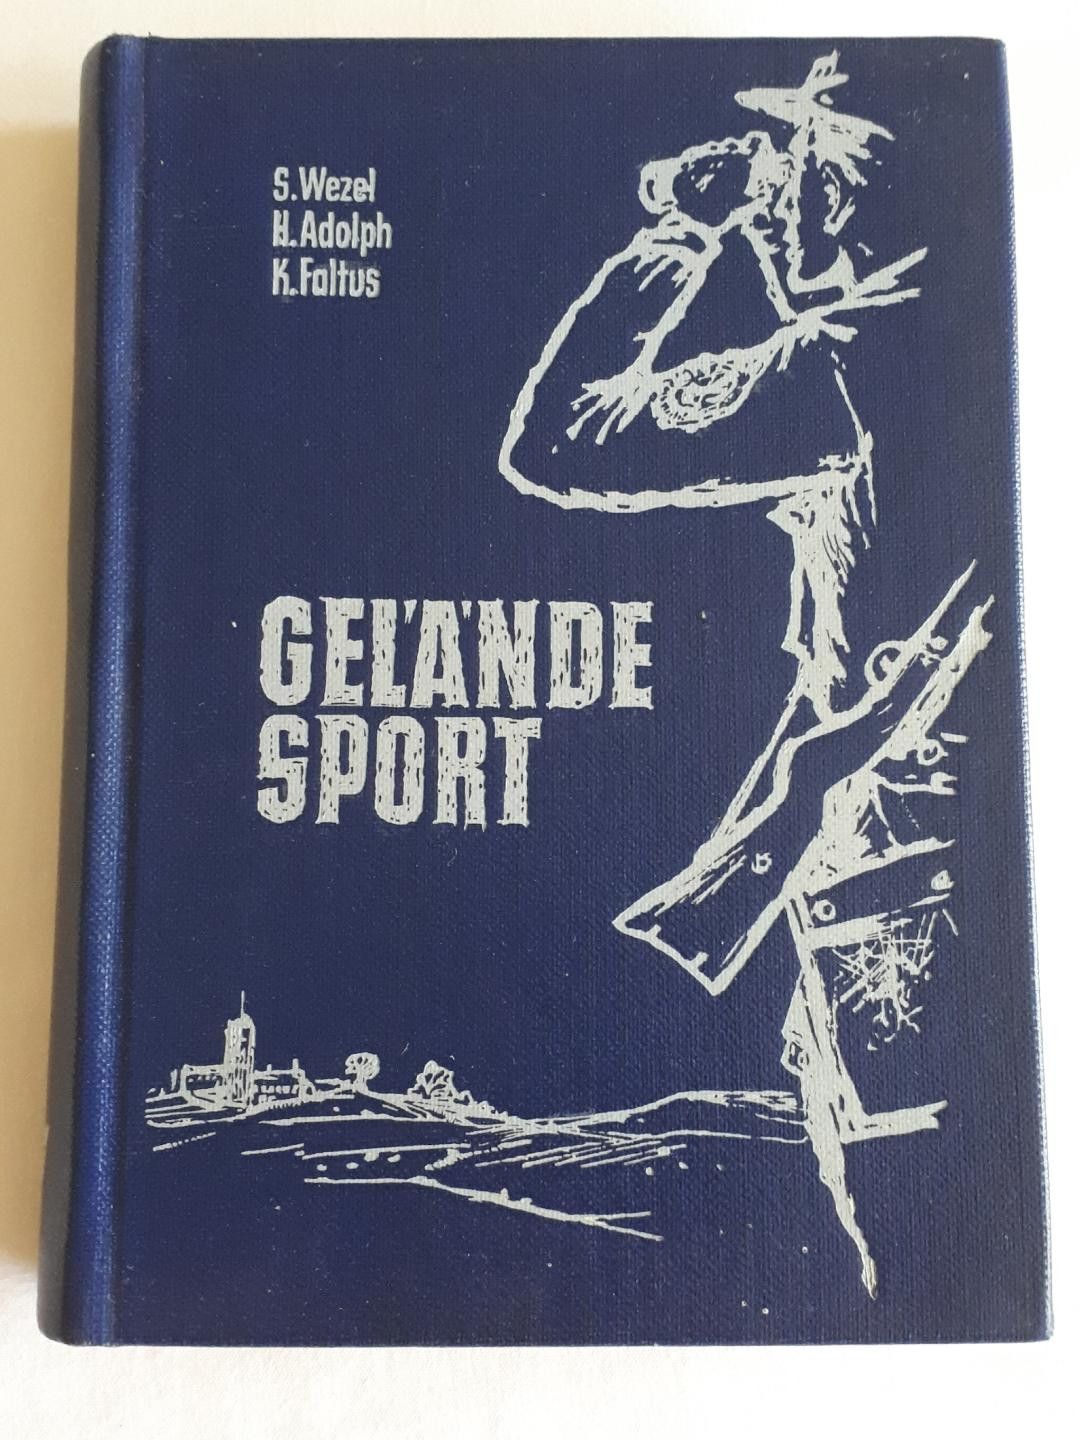 S. Wezel
H. Adolph
K. Faltus
GELÄNDE
SPORT